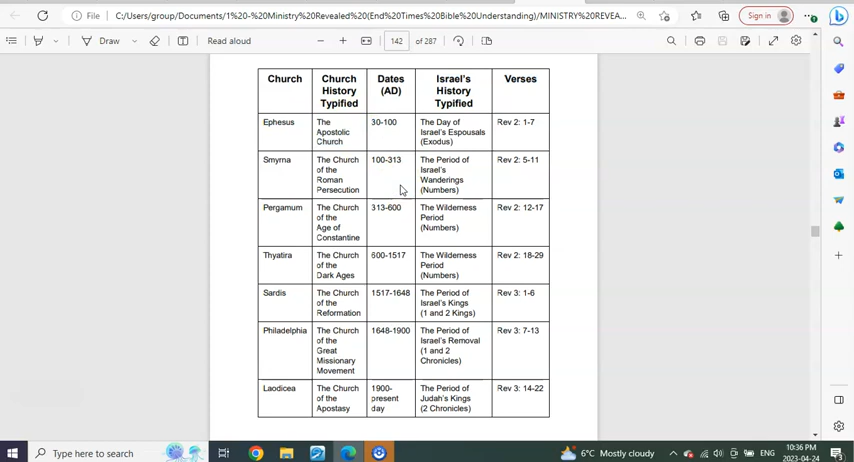 File
C:/Users/group/Documents/1%20-%20Ministry%20Revealed%20(End%20Times%20Bible%20Understanding)/MINISTRY%20REVEA...
Sign in
Draw
Read aloud
142
of 287
Church
Church
History
Typified
Dates
(AD)
Israel's
History
Typified
Verses
Ephesus
The
Apostolic
Church
30-100
The Day of
Israel's Espousals
(Exodus)
Rev 2: 1-7
Smyrna
The Church
of the
Roman
Persecution
100-313
The Period of
Israel's
Wanderings
(Numbers)
Rev 2: 5-11
Pergamum
The Church
of the
Age of
Constantine
313-600
The Wilderness
Period
(Numbers)
Rev 2: 12-17
Thyatira
The Church
of the
Dark Ages
600-1517
The Wilderness
Period
(Numbers)
Rev 2: 18-29
Sardis
The Church
of the
Reformation
1517-1648
The Period of
Israel's Kings
(1 and 2 Kings)
Rev 3: 1-6
Philadelphia
The Church
of the
Great
Missionary
Movement
1648-1900
The Period of
Israel's Removal
(1 and 2
Chronicles)
Rev 3: 7-13
Laodicea
The Church
of the
Apostasy
1900-
present
day
The Period of
Judah's Kings
(2 Chronicles)
Rev 3: 14-22
Type here to search
6°C Mostly cloudy
ENG
10:36 PM
2023-04-24